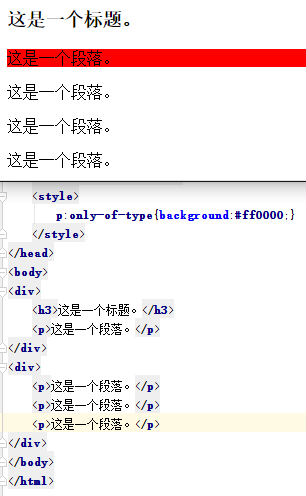 这是一个标题。
这是一个段落。
这是一个段落。
这是一个段落。
这是一个段落。
<style>
p:only-of-type{background:#ff0000;}
</style>
</head>
<body>
<div>
<h3>这是一个标题。</h3>
<p>这是一个段落。</p>
</div>
<div>
<p>这是一个段落。</p>
<p>这是一个段落。</p>
<p>这是一个段落。</p>
</div>
</body>
</html>